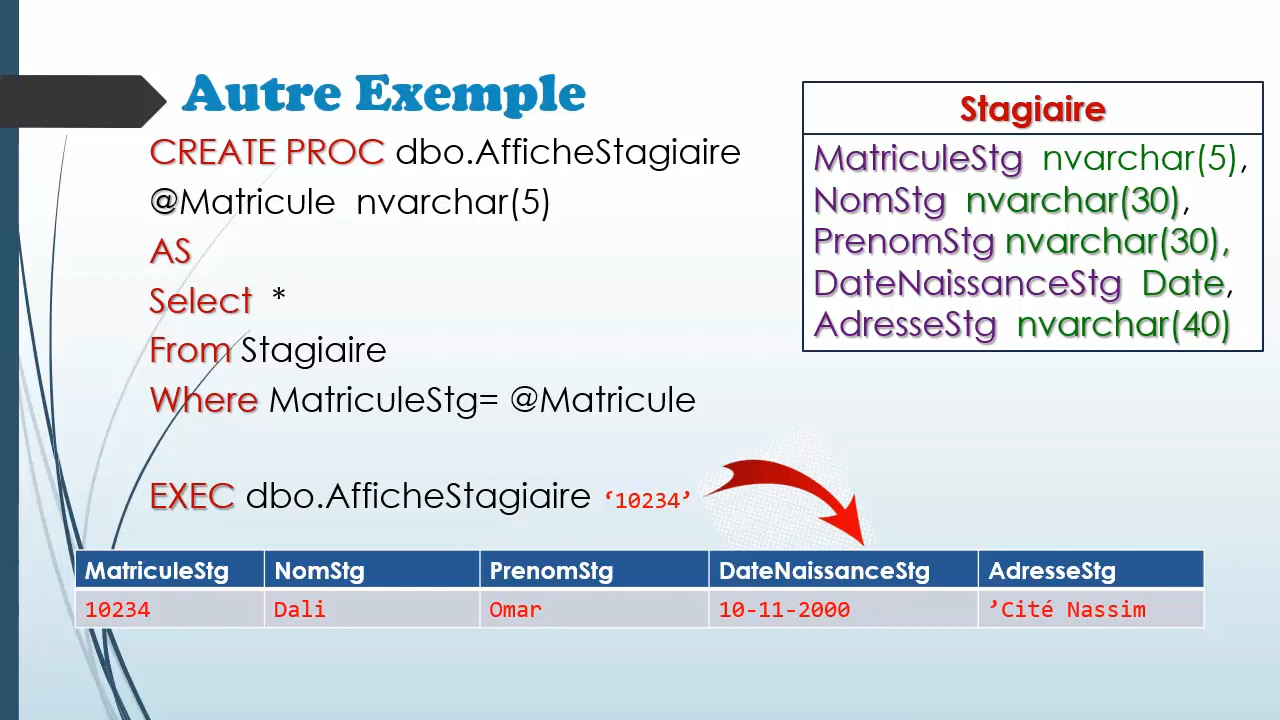 Autre Exemple
CREATE PROC dbo.AfficheStagiaire
@Matricule nvarchar(5)
AS
Select *
From Stagiaire
Where MatriculeStg= @Matricule
EXEC dbo.AfficheStagiaire ‘10234’
Stagiaire
MatriculeStg nvarchar(5),
NomStg nvarchar(30),
PrenomStg nvarchar(30),
DateNaissanceStg Date,
AdresseStg nvarchar(40)
MatriculeStg NomStg PrenomStg DateNaissanceStg AdresseStg
10234 Dali Omar 10-11-2000 ’Cité Nassim